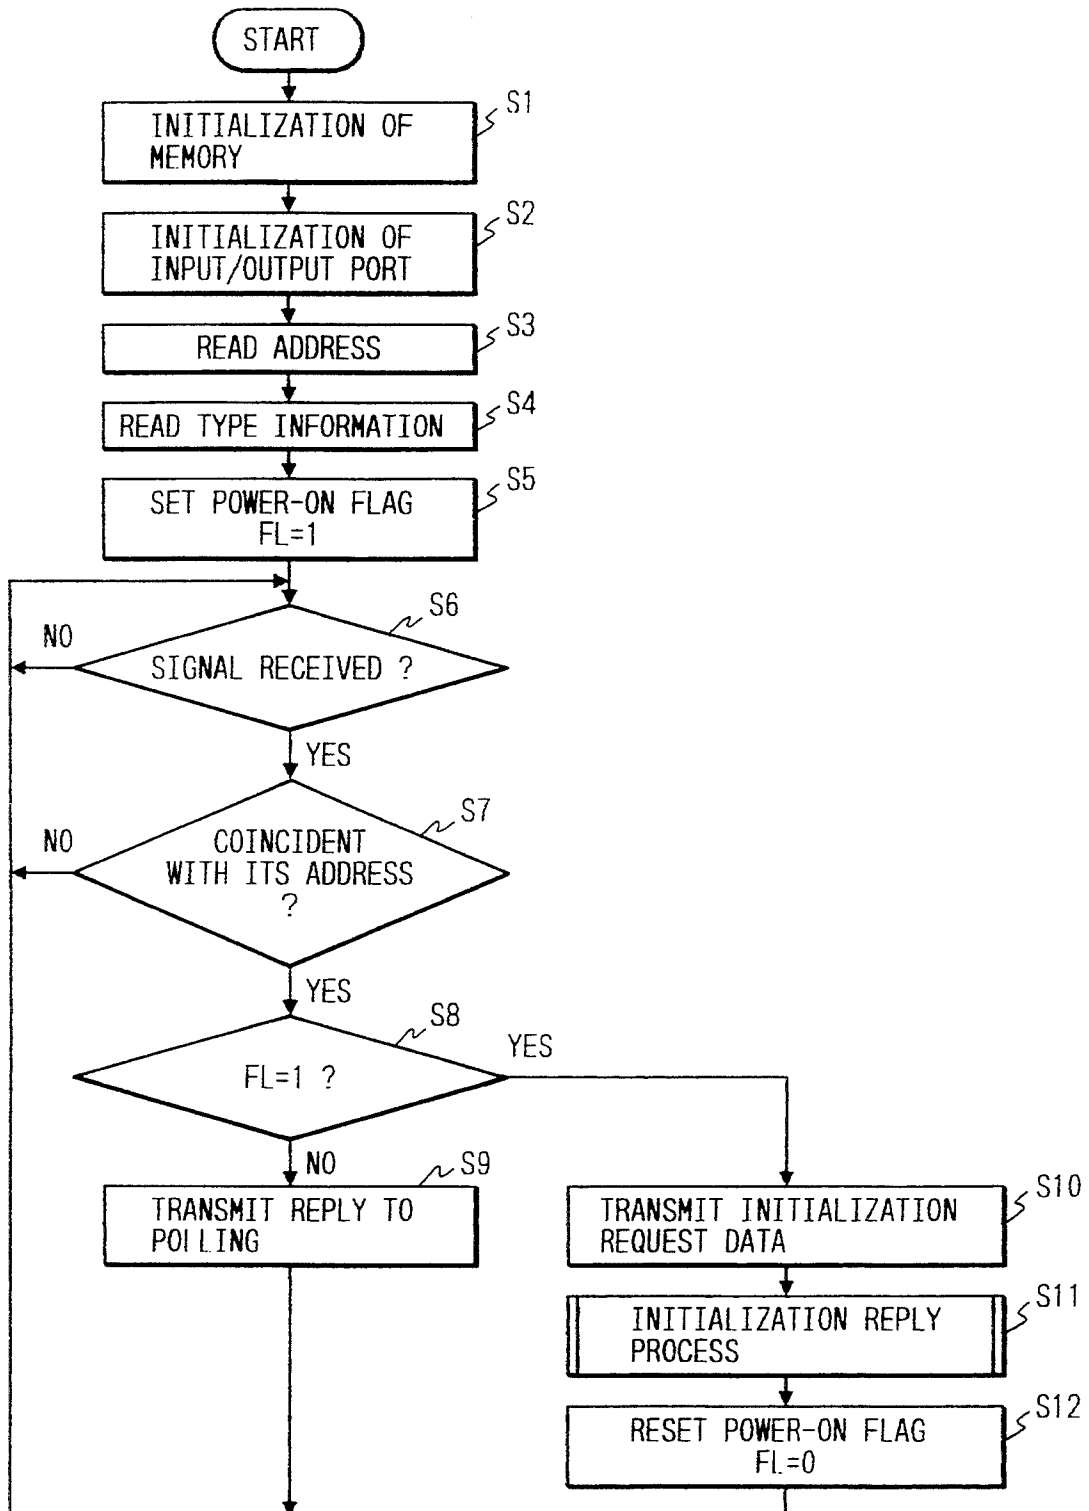 START
S1
INITIALIZATION OF
MEMORY
S2
INITIALIZATION OF
INPUT/OUTPUT PORT
S3
READ ADDRESS
S4
READ TYPE INFORMATION
S5
SET POWER-ON FLAG
FL=1
S6
NO
SIGNAL RECEIVED ?
YES
S7
NO
COINCIDENT
WITH ITS ADDRESS
?
YES
S8
YES
FL=1 ?
NO
S9
TRANSMIT REPLY TO
POLLING
S10
TRANSMIT INITIALIZATION
REQUEST DATA
S11
INITIALIZATION REPLY
PROCESS
S12
RESET POWER-ON FLAG
FL=0